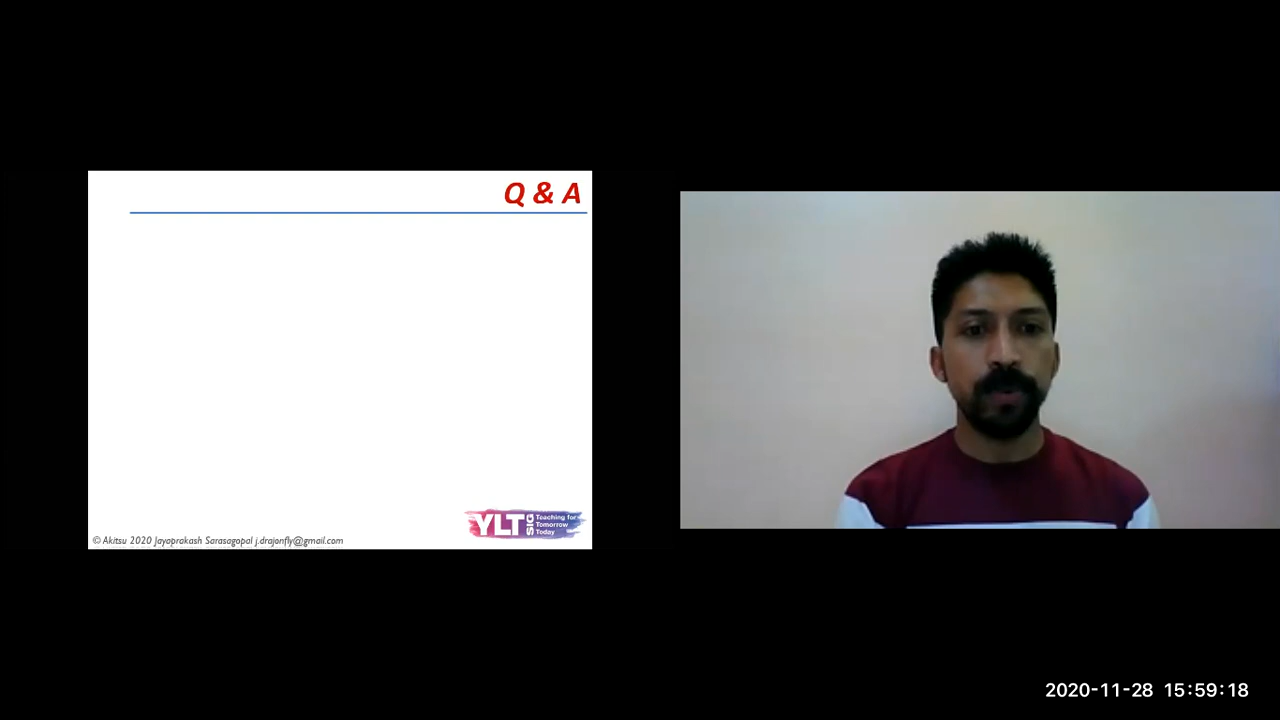 Q & A
YLT SIG Teaching for
Tomorrow
Today
© Akitsu 2020 Jayaprakash Sarasagopal j.drajonfly@gmail.com
2020-11-28 15:59:18